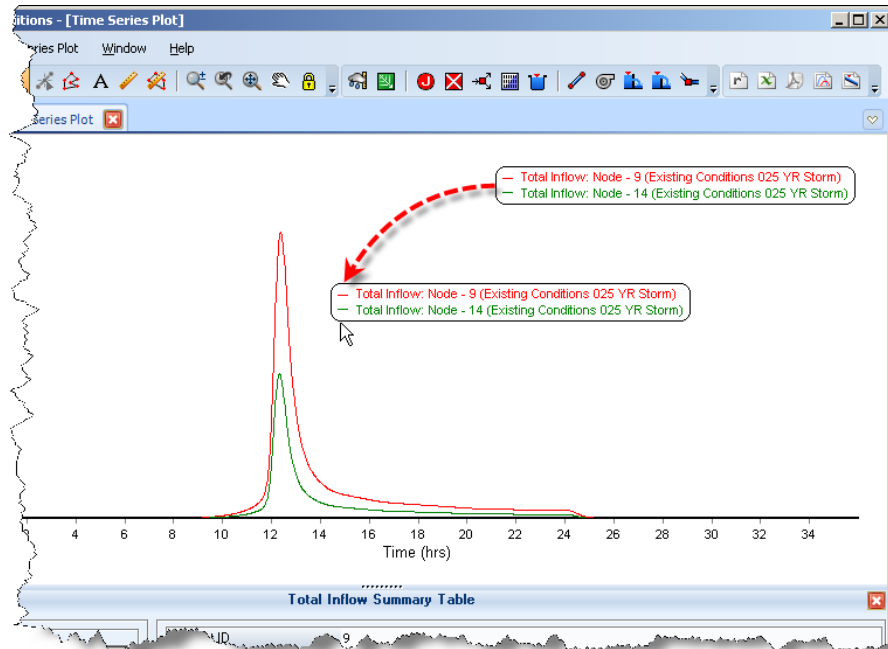 itions - [Time Series Plot]
eries Plot Window Help
A
Series Plot
— Total Inflow: Node - 9 (Existing Conditions 025 YR Storm)
— Total Inflow: Node - 14 (Existing Conditions 025 YR Storm)
— Total Inflow: Node - 9 (Existing Conditions 025 YR Storm)
— Total Inflow: Node - 14 (Existing Conditions 025 YR Storm)
4 6 8 10 12 14 16 18 20 22 24 26 28 30 32 34
Time (hrs)
Total Inflow Summary Table
ID 9